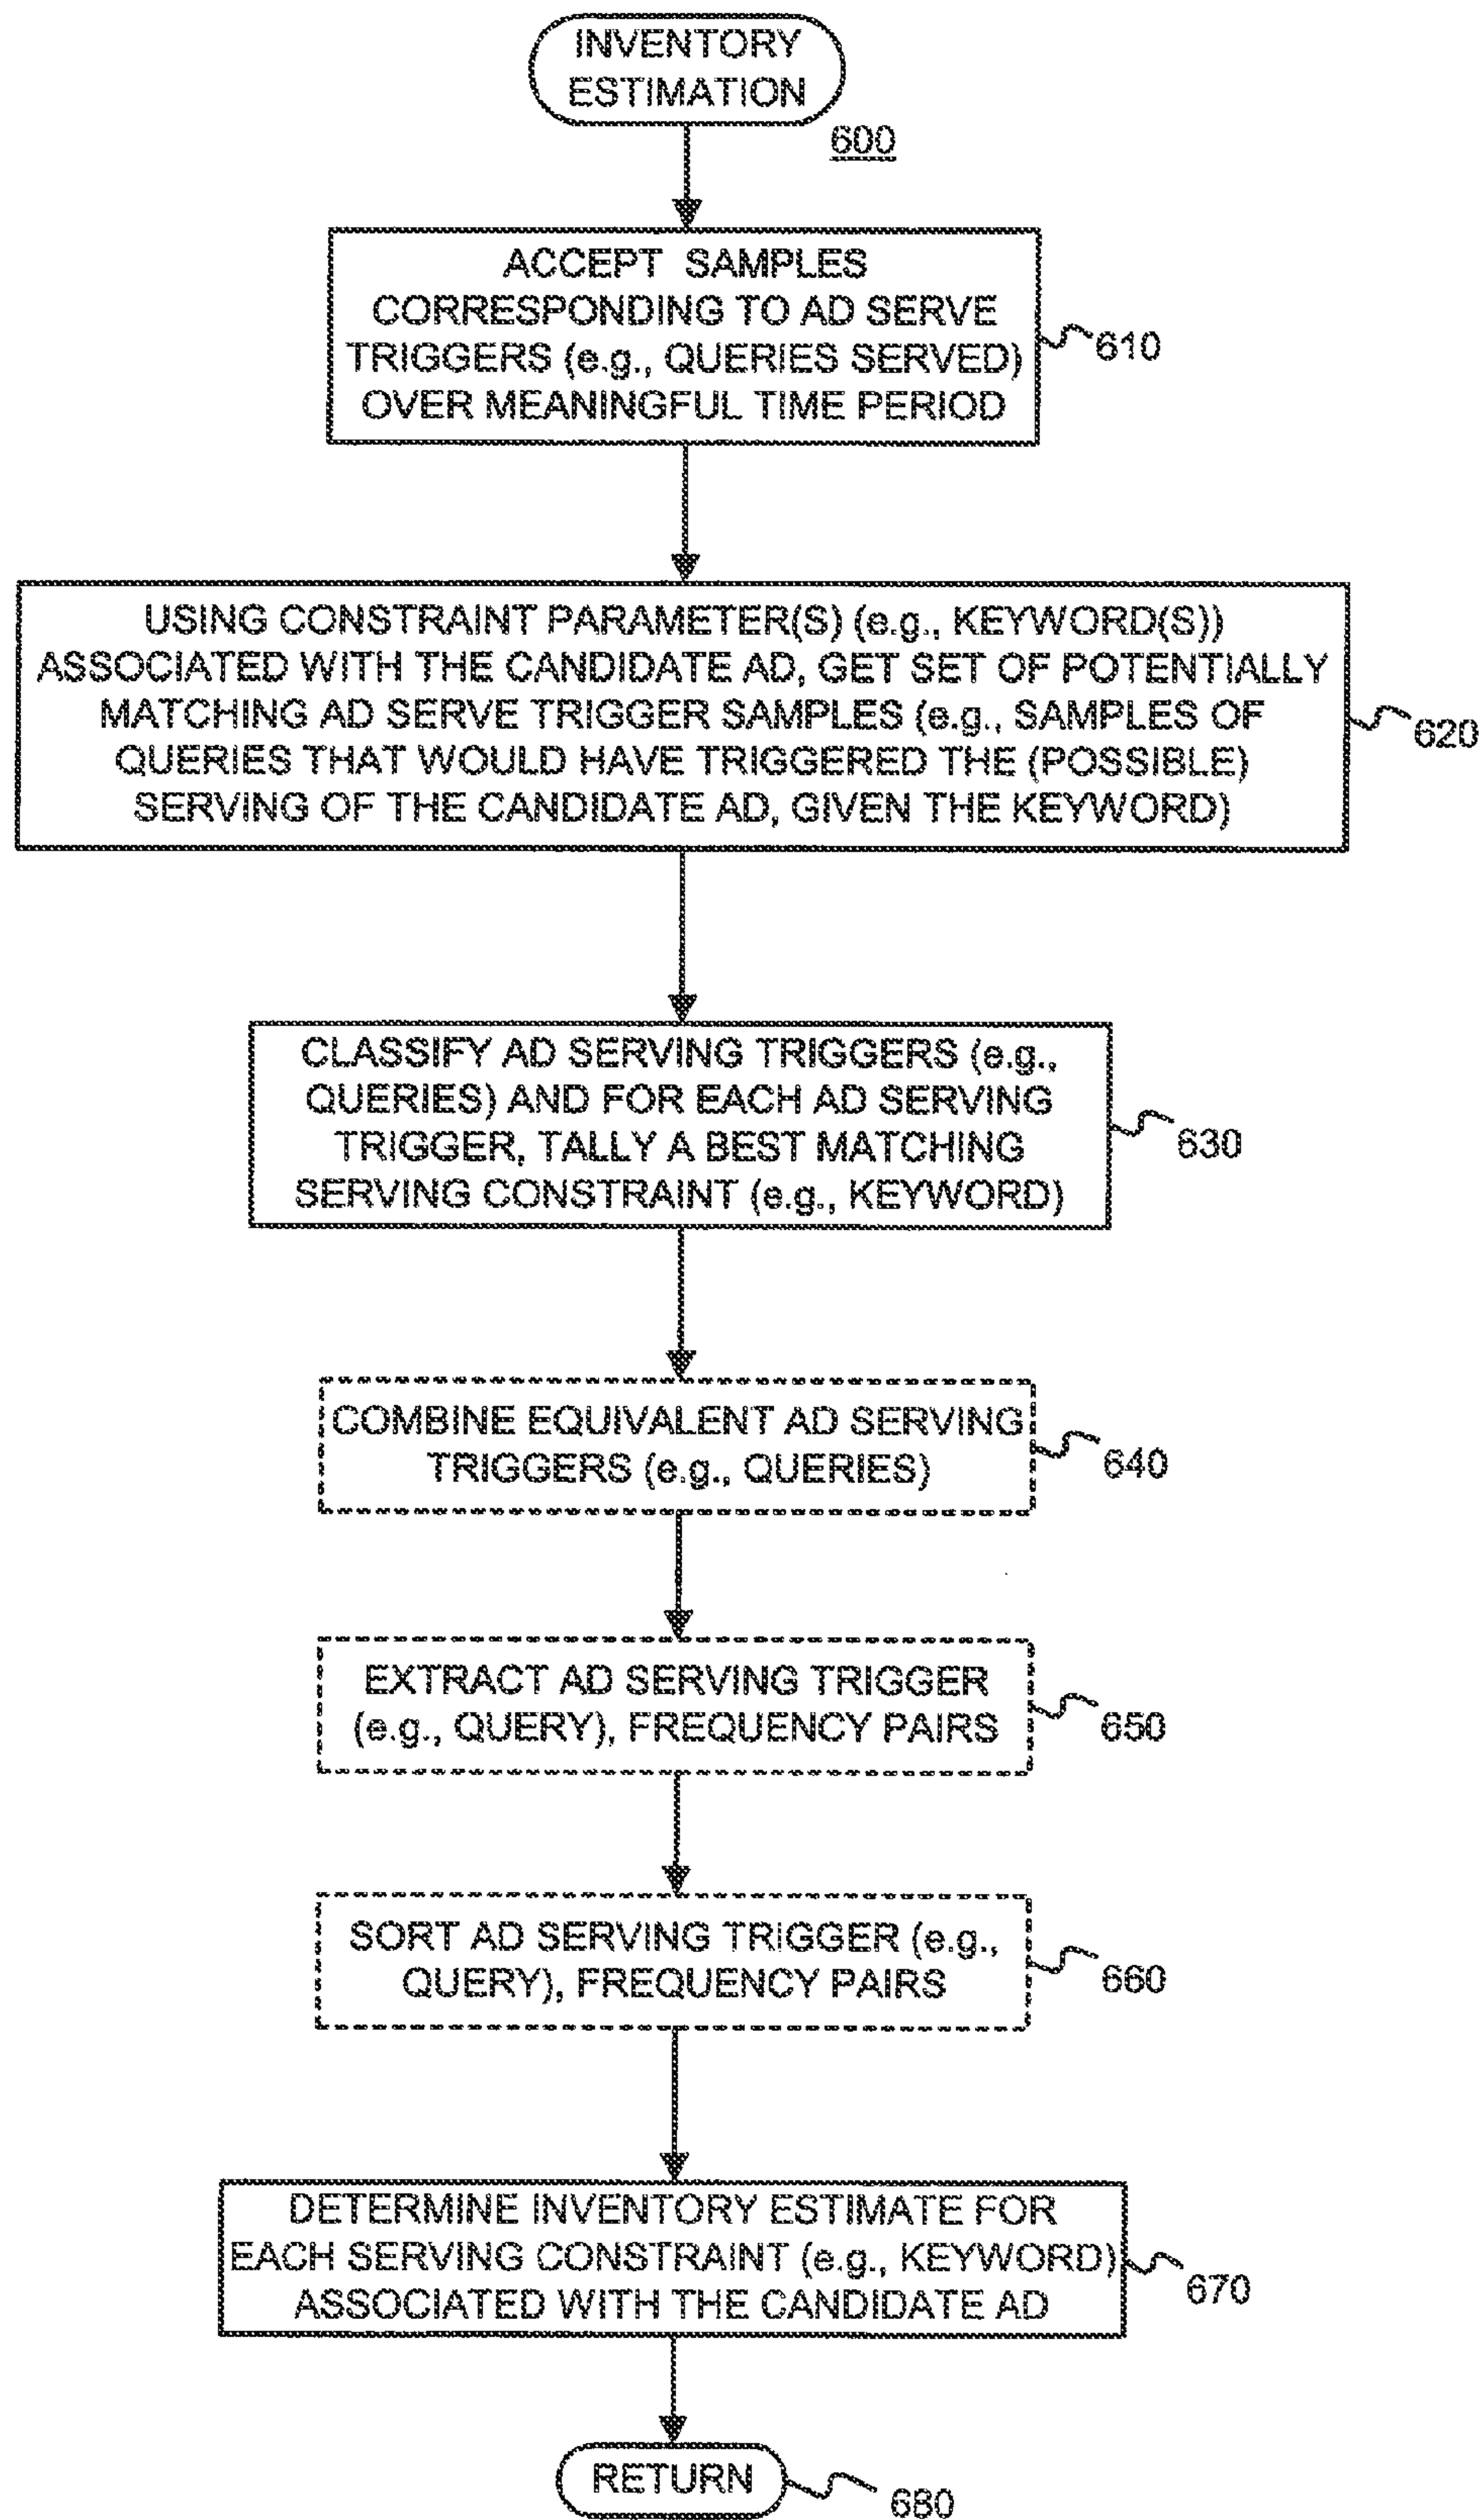 INVENTORY
ESTIMATION
600
ACCEPT SAMPLES
CORRESPONDING TO AD SERVE
TRIGGERS (e.g., QUERIES SERVED)
OVER MEANINGFUL TIME PERIOD
610
USING CONSTRAINT PARAMETER(S) (e.g., KEYWORD(S))
ASSOCIATED WITH THE CANDIDATE AD, GET SET OF POTENTIALLY
MATCHING AD SERVE TRIGGER SAMPLES (e.g., SAMPLES OF
QUERIES THAT WOULD HAVE TRIGGERED THE (POSSIBLE)
SERVING OF THE CANDIDATE AD, GIVEN THE KEYWORD)
620
CLASSIFY AD SERVING TRIGGERS (e.g.,
QUERIES) AND FOR EACH AD SERVING
TRIGGER, TALLY A BEST MATCHING
SERVING CONSTRAINT (e.g., KEYWORD)
630
COMBINE EQUIVALENT AD SERVING
TRIGGERS (e.g., QUERIES)
640
EXTRACT AD SERVING TRIGGER
(e.g., QUERY), FREQUENCY PAIRS
650
SORT AD SERVING TRIGGER (e.g.,
QUERY), FREQUENCY PAIRS
660
DETERMINE INVENTORY ESTIMATE FOR
EACH SERVING CONSTRAINT (e.g., KEYWORD)
ASSOCIATED WITH THE CANDIDATE AD
670
RETURN
680